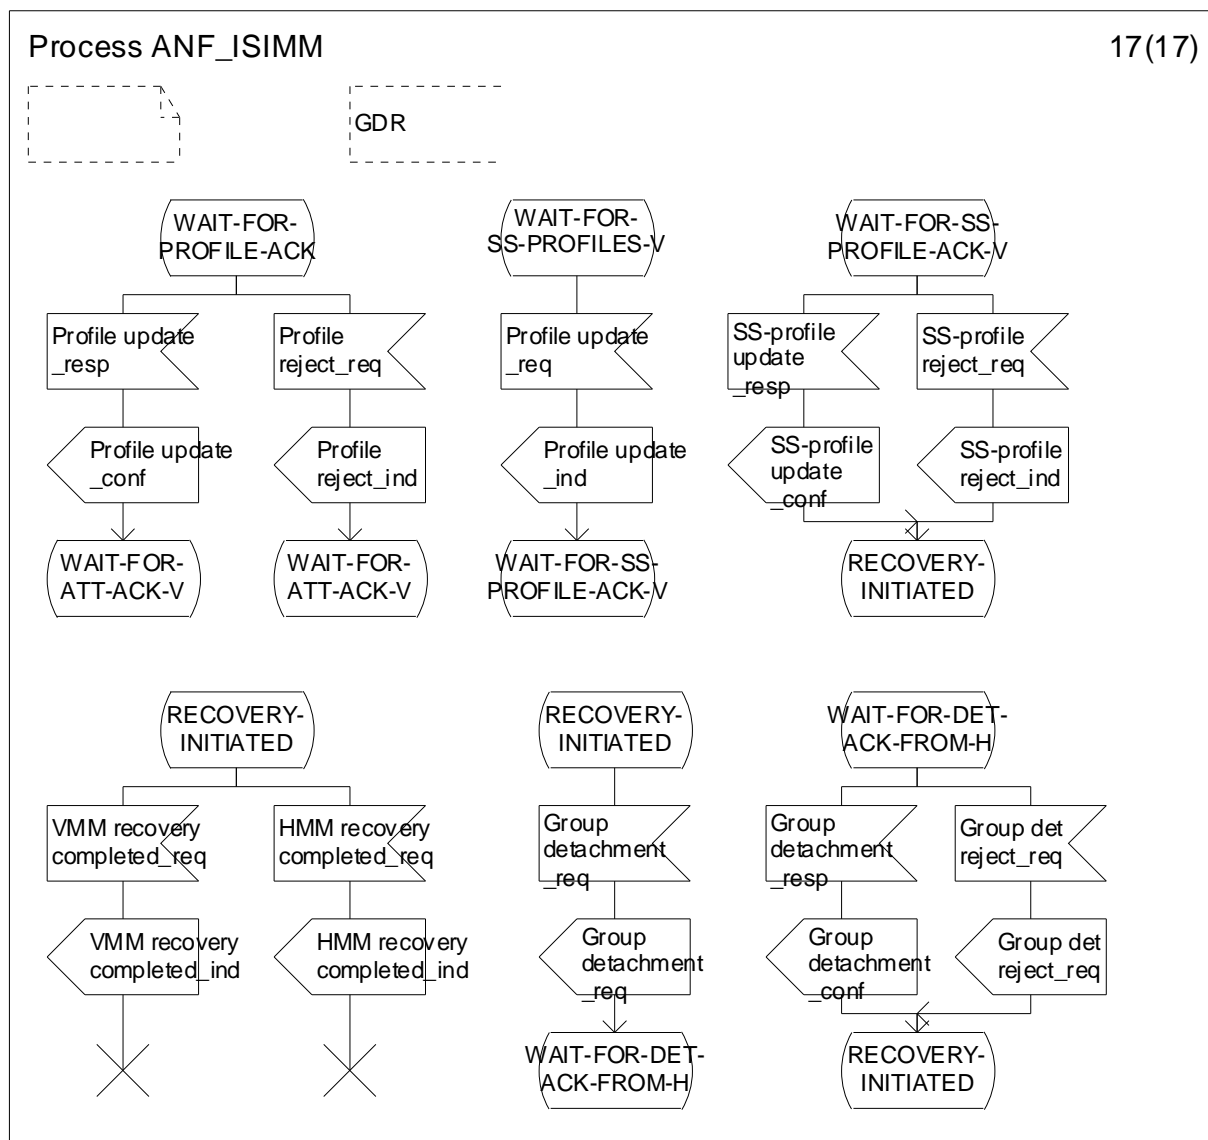 Process ANF_ISIMM
17(17)
GDR
WAIT-FOR-
PROFILE-ACK
WAIT-FOR-
SS-PROFILES-V
WAIT-FOR-SS-
PROFILE-ACK-V
Profile update
_resp
Profile
reject_req
Profile update
_req
SS-profile
update
_resp
SS-profile
reject_req
Profile update
_conf
Profile
reject_ind
Profile update
_ind
SS-profile
update
_conf
SS-profile
reject_ind
WAIT-FOR-
ATT-ACK-V
WAIT-FOR-
ATT-ACK-V
WAIT-FOR-SS-
PROFILE-ACK-V
RECOVERY-
INITIATED
RECOVERY-
INITIATED
RECOVERY-
INITIATED
WAIT-FOR-DET-
ACK-FROM-H
VMM recovery
completed_req
HMM recovery
completed_req
Group
detachment
_req
Group
detachment
_resp
Group det
reject_req
VMM recovery
completed_ind
HMM recovery
completed_ind
Group
detachment
_req
Group
detachment
_conf
Group det
reject_req
WAIT-FOR-DET-
ACK-FROM-H
RECOVERY-
INITIATED